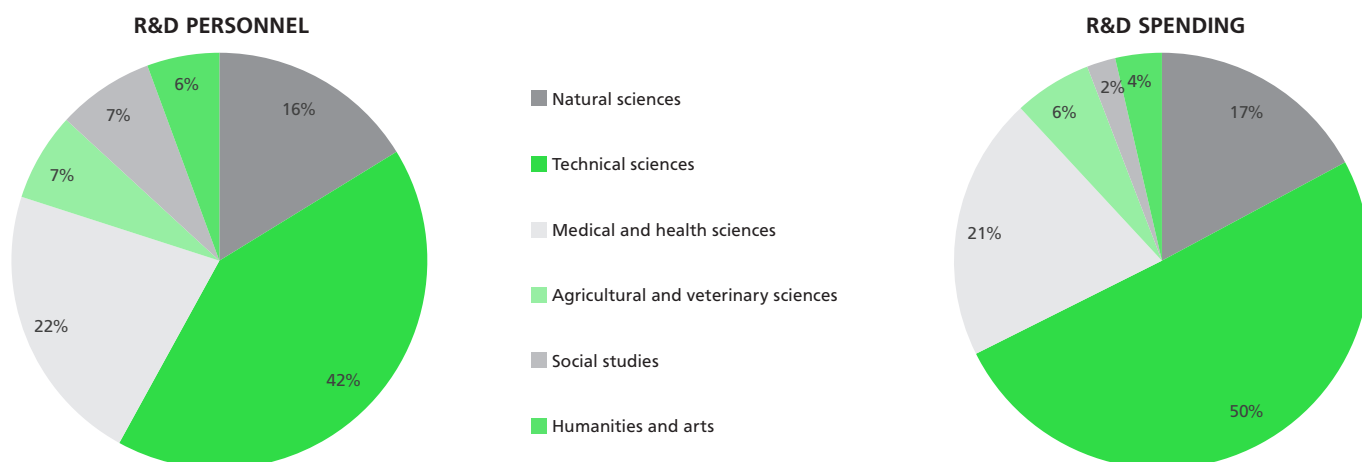 R&D PERSONNEL
6%
16%
7%
7%
22%
42%
Natural sciences
Technical sciences
Medical and health sciences
Agricultural and veterinary sciences
Social studies
Humanities and arts
R&D SPENDING
4%
2%
6%
17%
21%
50%